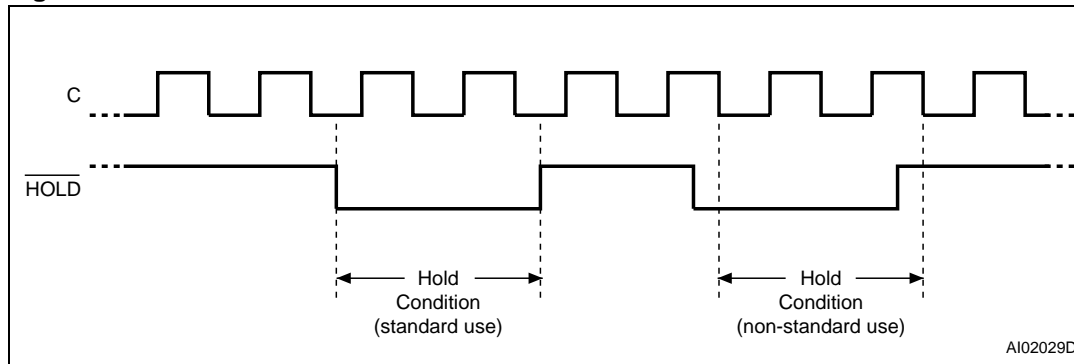 C
HOLD
Hold
Condition
(standard use)
Hold
Condition
(non-standard use)
AI02029D